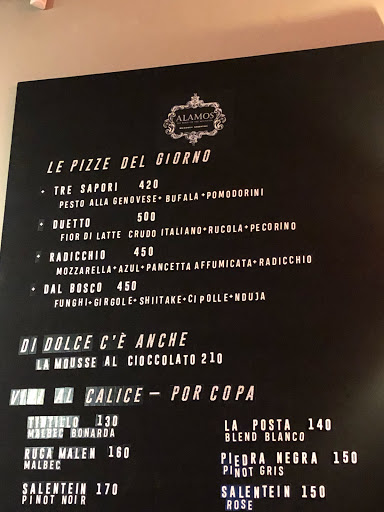 ALAMOS
LE PIZZE DEL GIORNO
+ TRE SAPORI 420
PESTO ALLA GENOVESE+ BUFALA+POMODORINI
+ DUETTO 500
FIOR DI LATTE CRUDO ITALIANO+RUCOLA+PECORINO
+ RADICCHIO 450
MOZZARELLA+AZUL+PANCETTA AFFUMICATA+RADICCHIO
+ DAL BOSCO 450
FUNGHI+GIRGOLE+SHIITAKE+CIPOLLE+NDUJA
DI DOLCE C'È ANCHE
LA MOUSSE AL CIOCCOLATO 210
VINI AL CALICE — POR COPA
TINTILLO 130
MALBEC BONARDA
RUCA MALEN 160
MALBEC
SALENTEIN 170
PINOT NOIR
LA POSTA 140
BLEND BLANCO
PIEDRA NEGRA 150
PINOT GRIS
SALENTEIN 150
ROSE